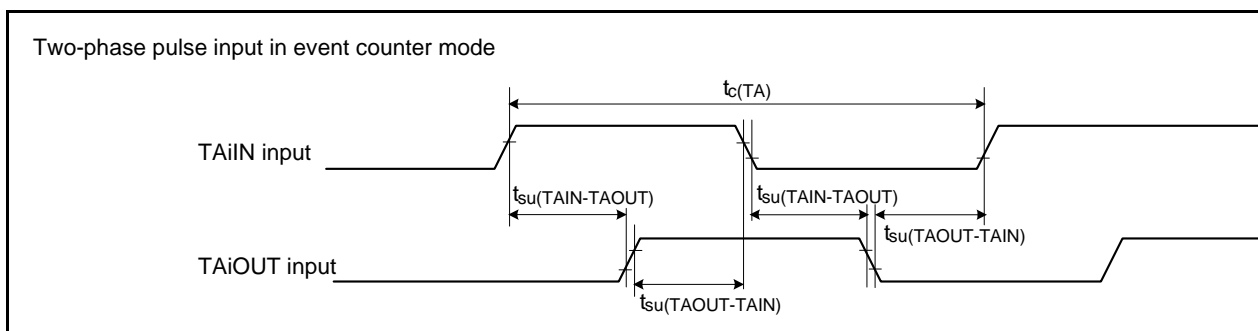 Two-phase pulse input in event counter mode
tc(TA)
TAiIN input
tsu(TAIN-TAOUT)
tsu(TAIN-TAOUT)
tsu(TAOUT-TAIN)
TAiOUT input
tsu(TAOUT-TAIN)